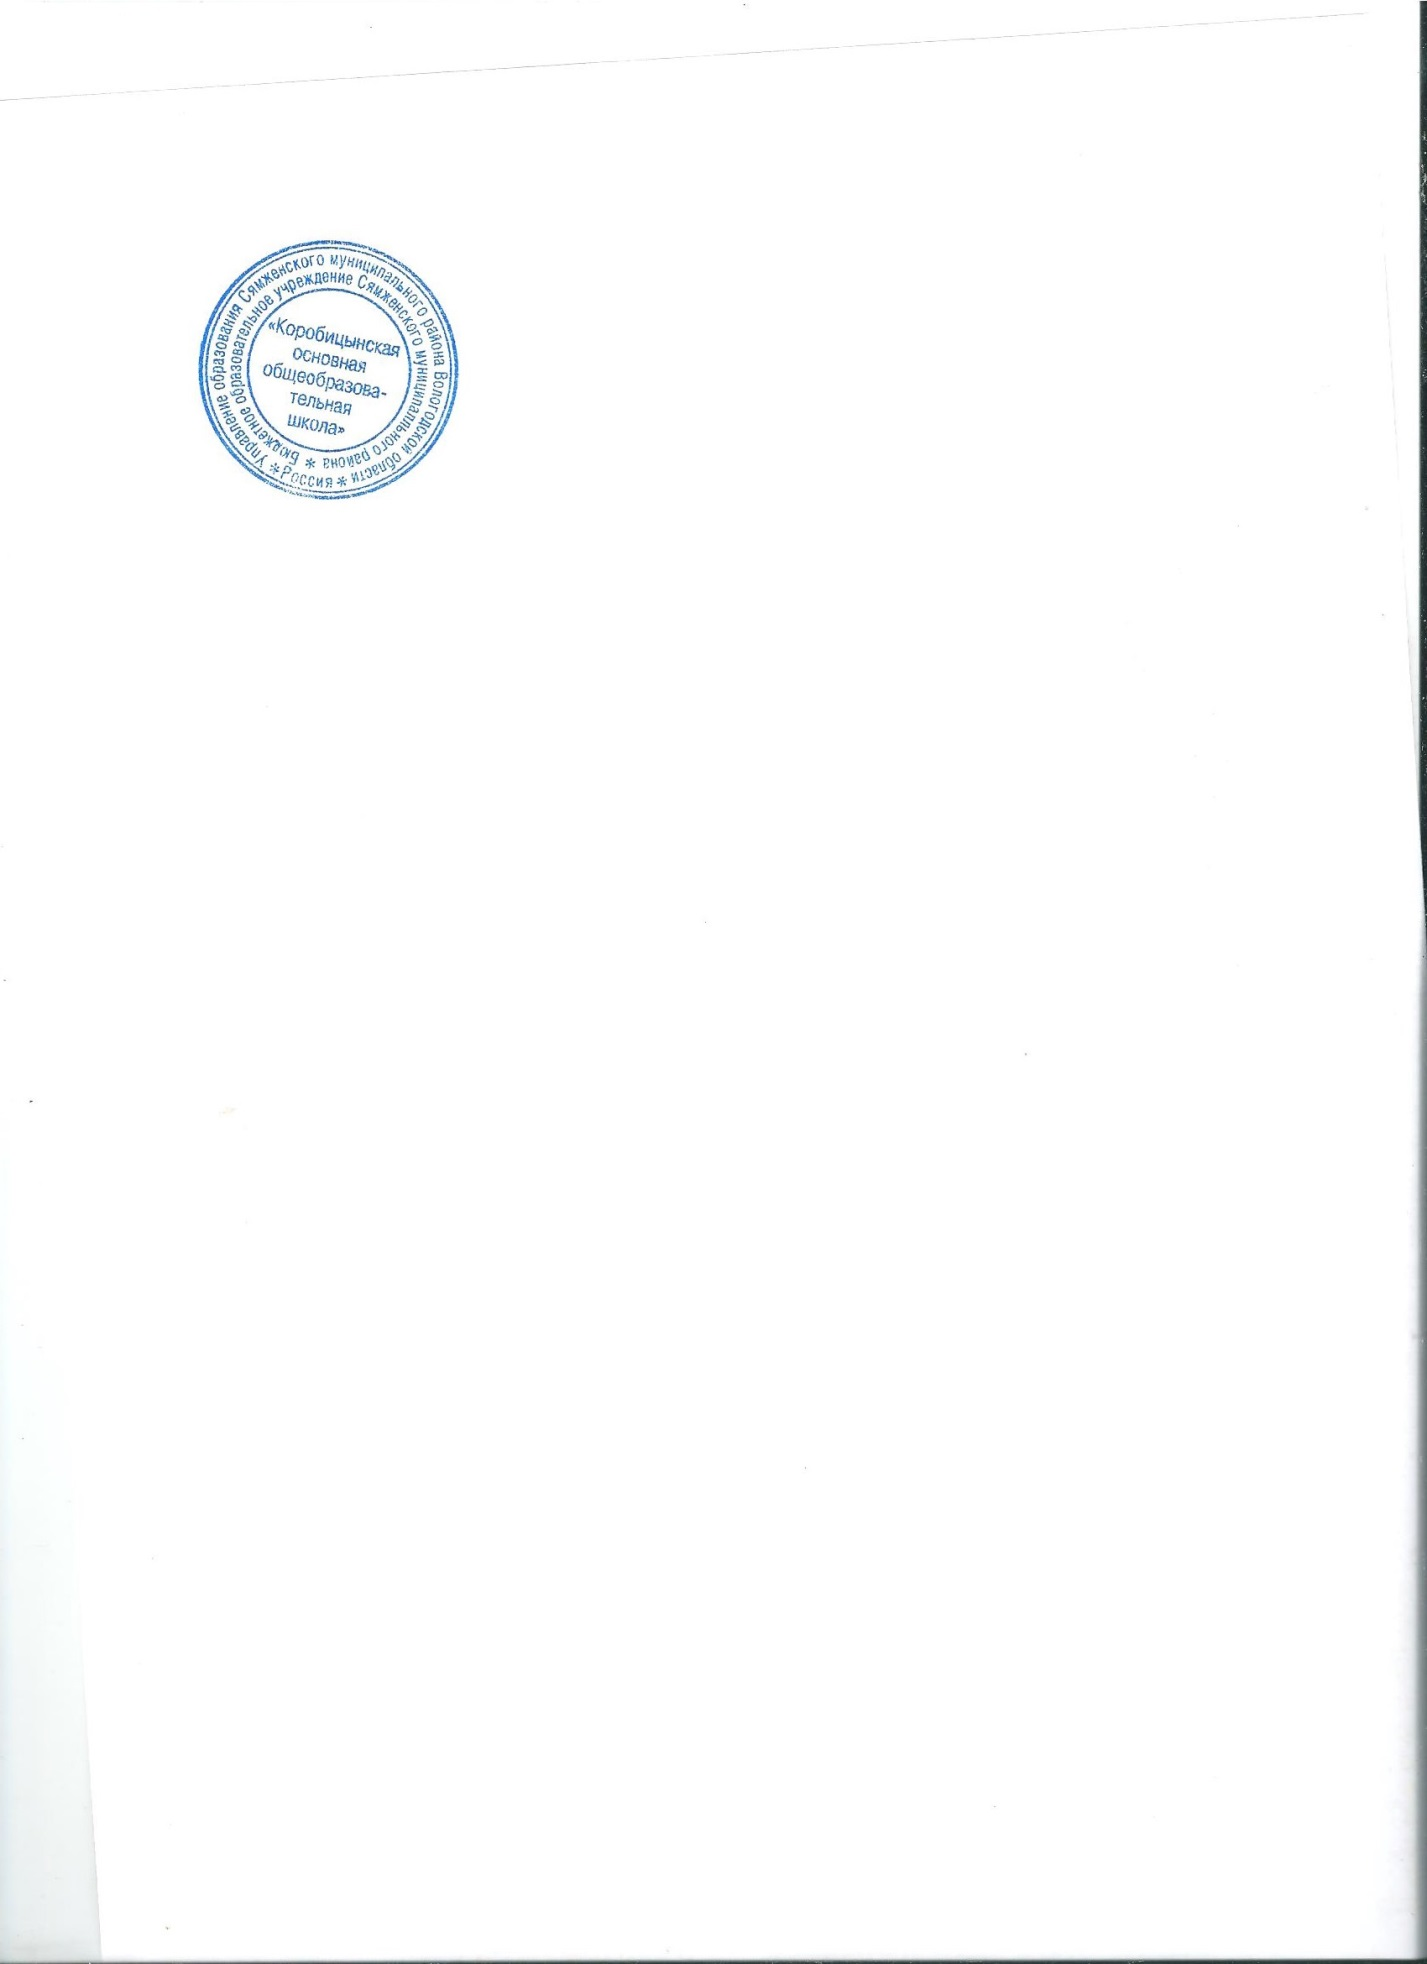 Управление образования Сямженского муниципального района Вологодской области
* Россия *
Бюджетное образовательное учреждение Сямженского муниципального района *
«Коробицынская
основная
общеобразова-
тельная
школа»